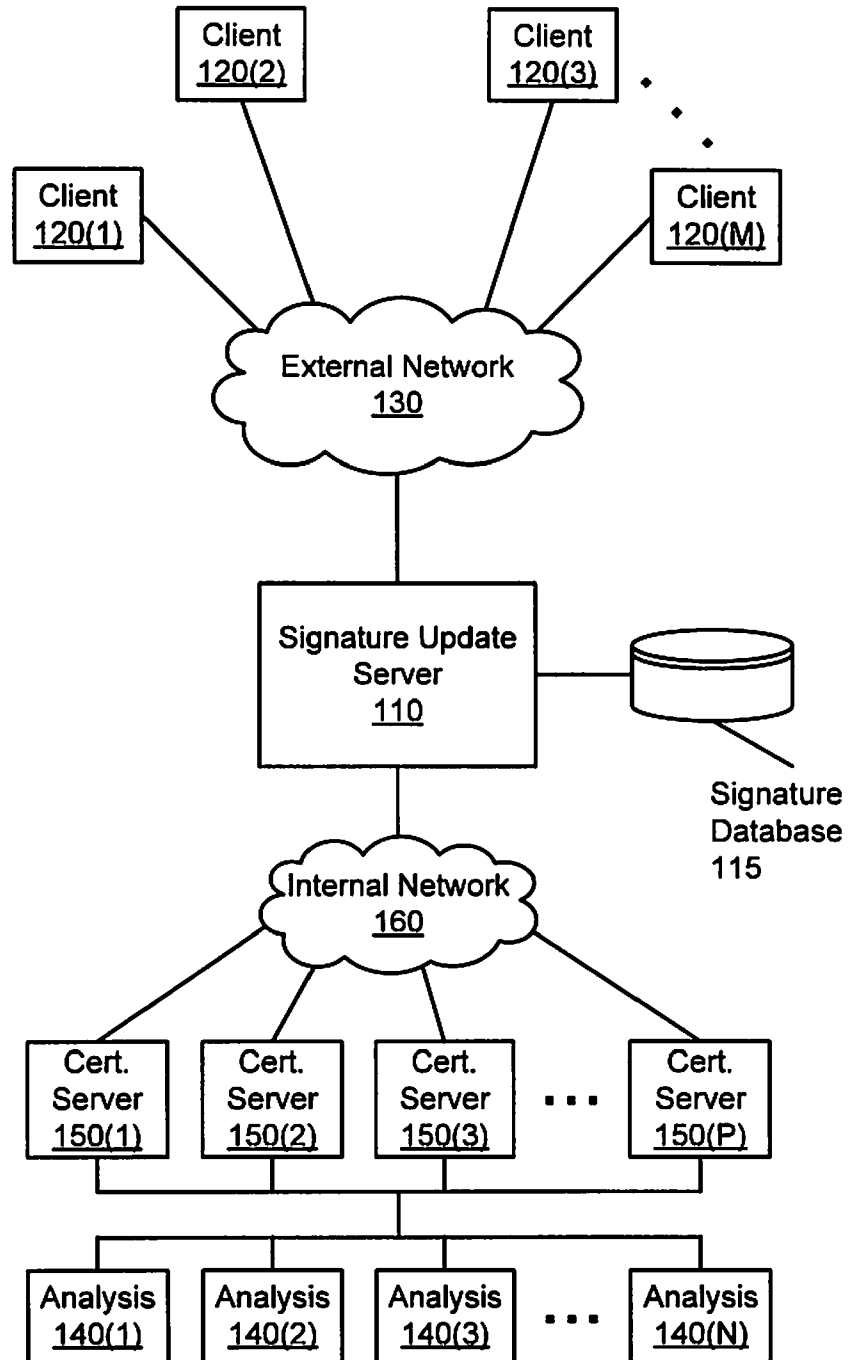 Client
120(2)
Client
120(3)
Client
120(1)
Client
120(M)
External Network
130
Signature Update
Server
110
Signature
Database
115
Internal Network
160
Cert.
Server
150(1)
Cert.
Server
150(2)
Cert.
Server
150(3)
Cert.
Server
150(P)
Analysis
140(1)
Analysis
140(2)
Analysis
140(3)
Analysis
140(N)